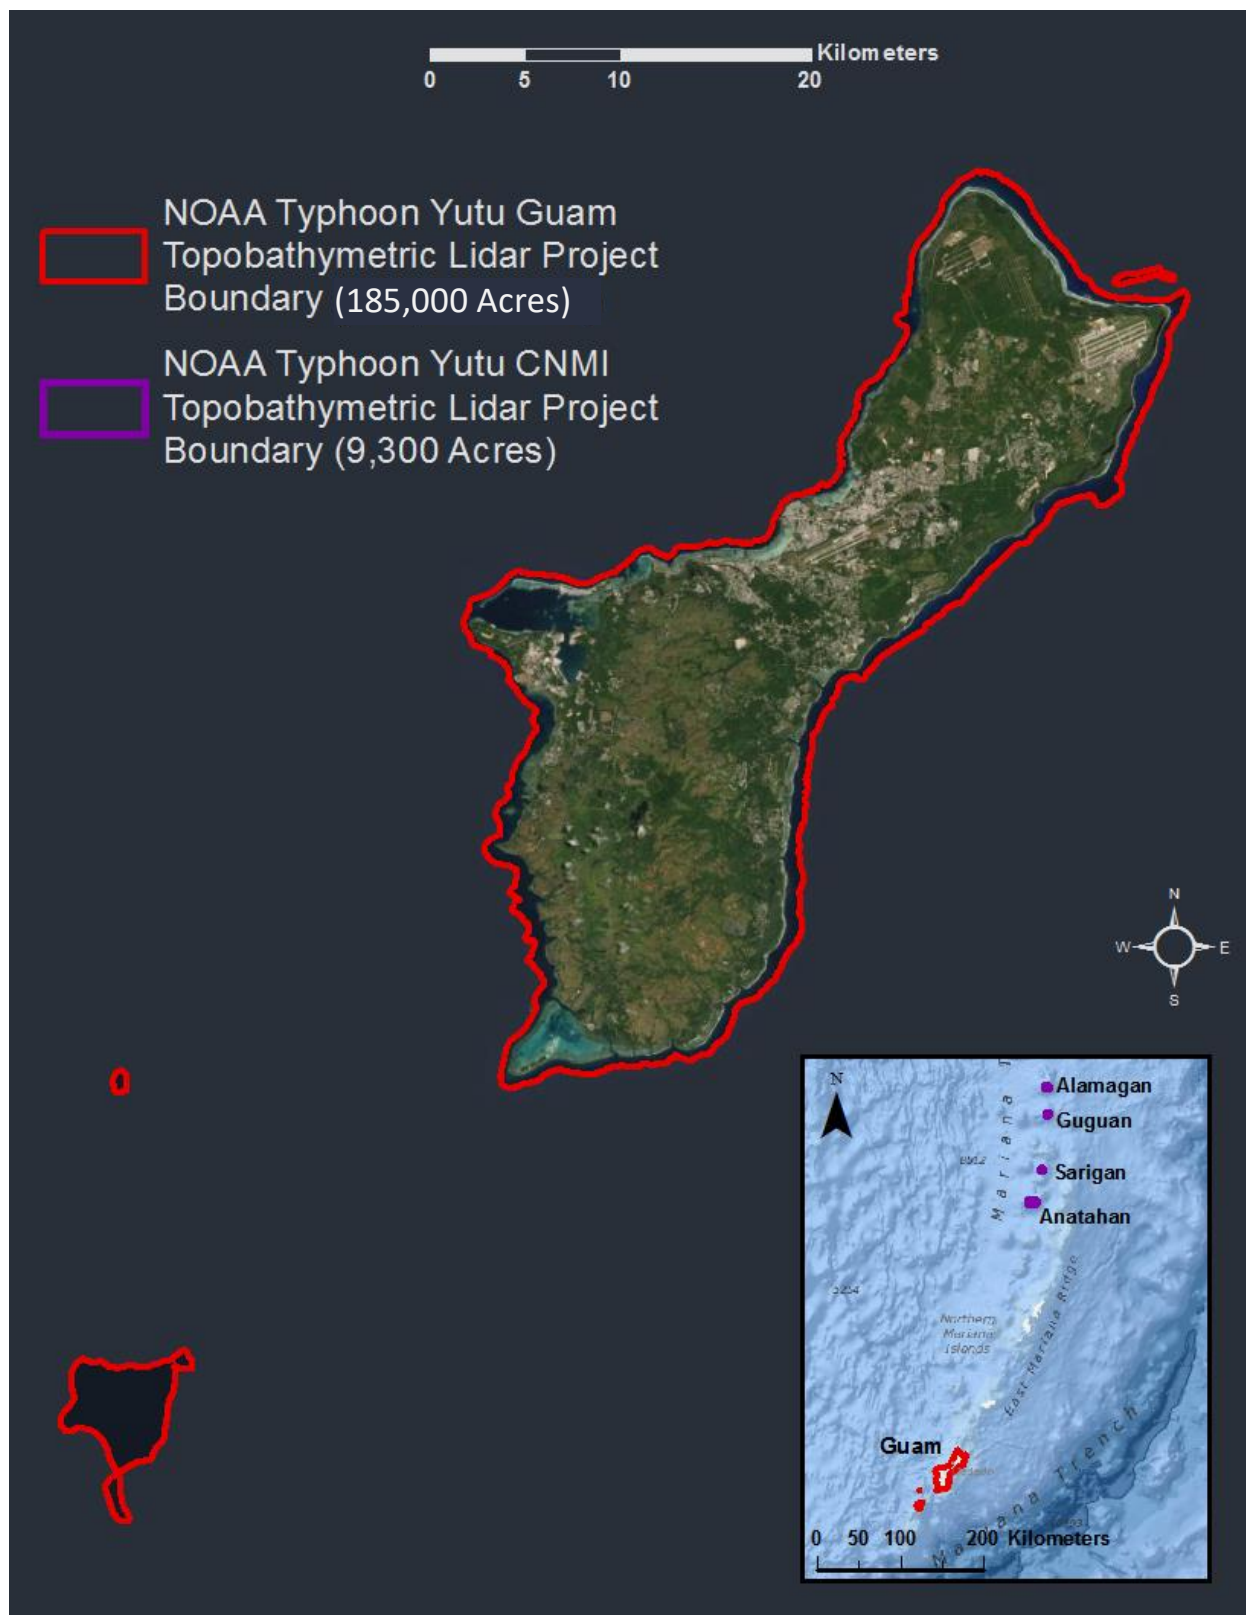 Kilometers
0 5 10 20
NOAA Typhoon Yutu Guam
Topobathymetric Lidar Project
Boundary (185,000 Acres)
NOAA Typhoon Yutu CNMI
Topobathymetric Lidar Project
Boundary (9,300 Acres)
N
W E
S
N
Mariana T
Alamagan
Guguan
Sarigan
Anatahan
Northern
Mariana
Islands
East Mariana Ridge
Guam
Mariana Trench
0 50 100 200 Kilometers